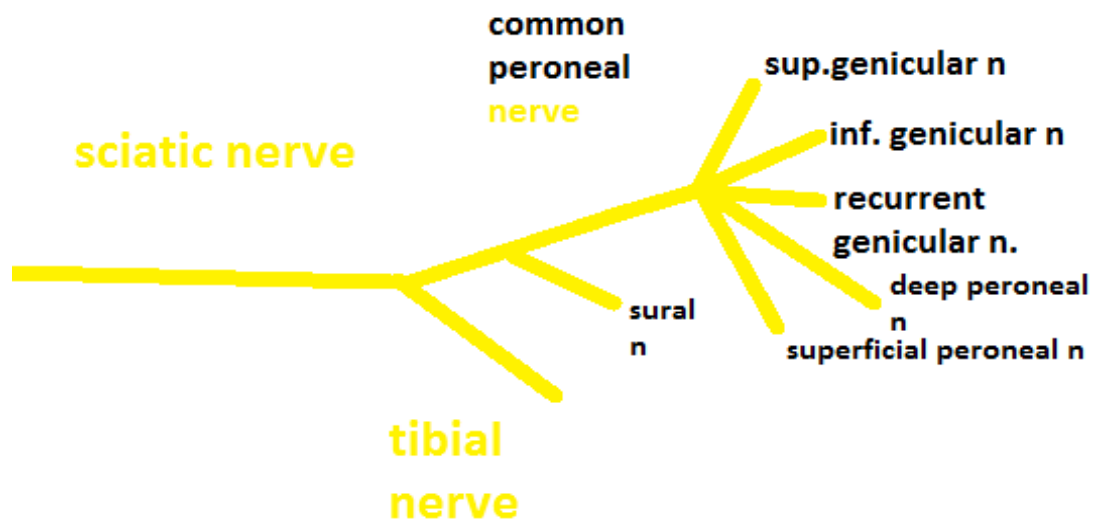 common
peroneal
nerve
sup.genicular n
sciatic nerve
inf. genicular n
recurrent
genicular n.
deep peroneal
n
sural
n
superficial peroneal n
tibial
nerve